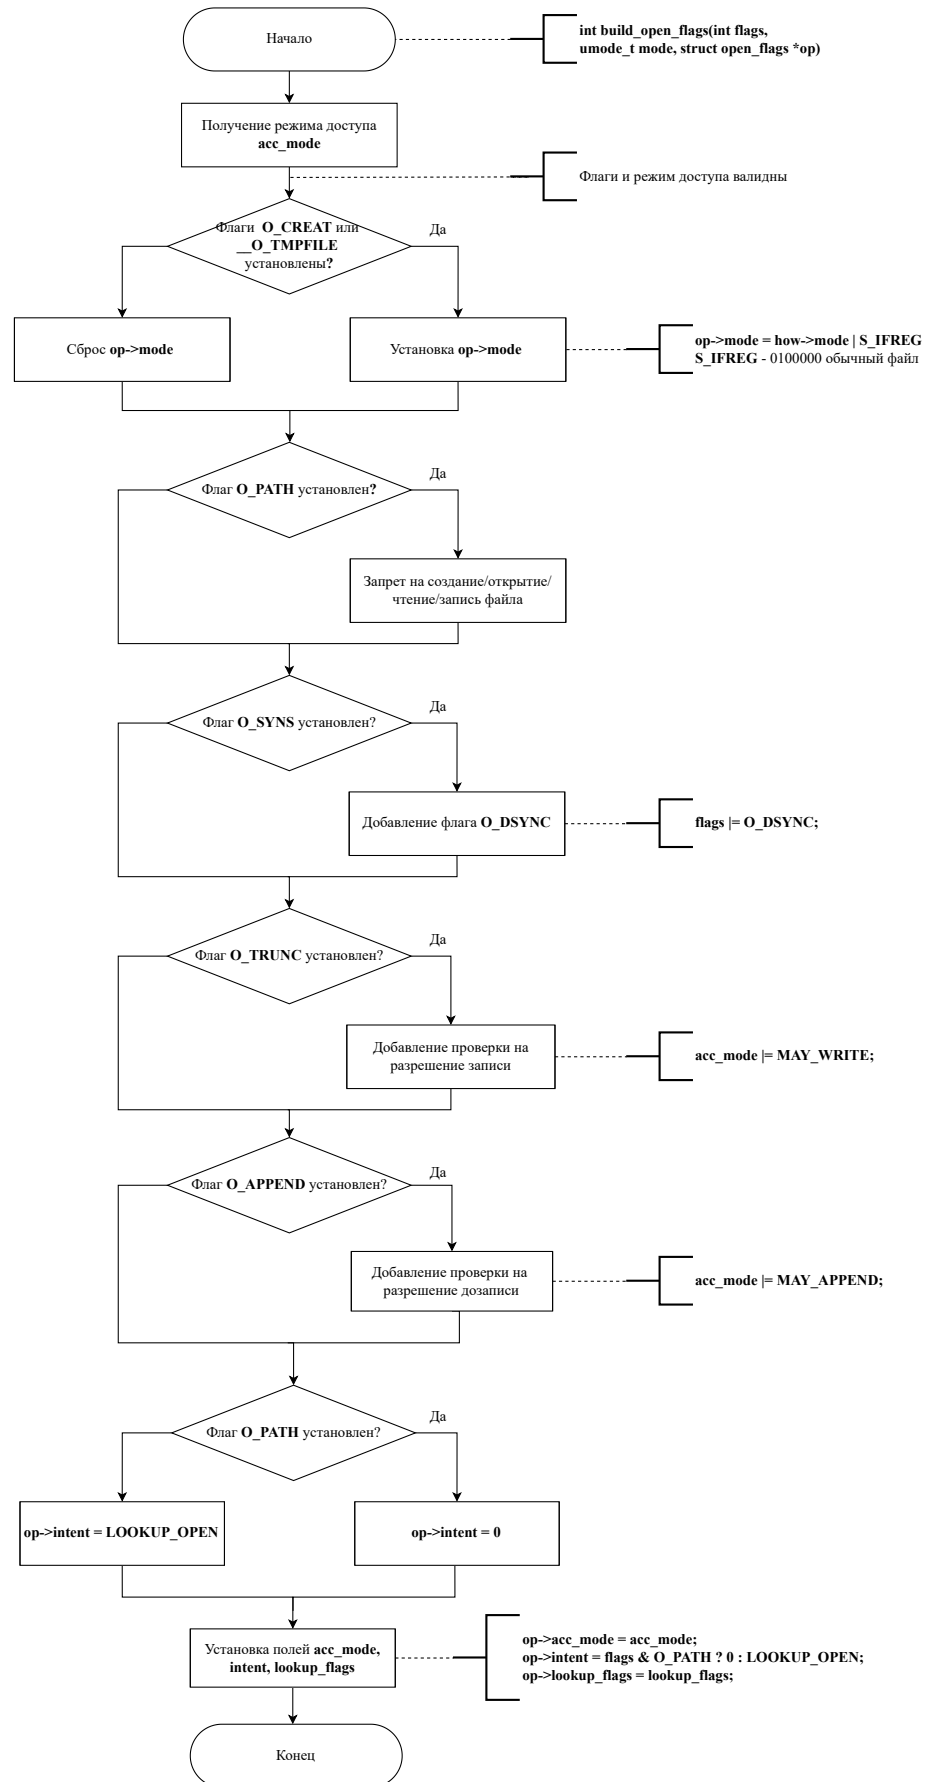 Начало
int build_open_flags(int flags,
umode_t mode, struct open_flags *op)
Получение режима доступа
acc_mode
Флаги и режим доступа валидны
Флаги O_CREAT или
__O_TMPFILE
установлены?
Да
Сброс op->mode
Установка op->mode
op->mode = how->mode | S_IFREG
S_IFREG - 0100000 обычный файл
Флаг O_PATH установлен?
Да
Запрет на создание/открытие/
чтение/запись файла
Флаг O_SYNS установлен?
Да
Добавление флага O_DSYNC
flags |= O_DSYNC;
Флаг O_TRUNC установлен?
Да
Добавление проверки на
разрешение записи
acc_mode |= MAY_WRITE;
Флаг O_APPEND установлен?
Да
Добавление проверки на
разрешение дозаписи
acc_mode |= MAY_APPEND;
Флаг O_PATH установлен?
Да
op->intent = LOOKUP_OPEN
op->intent = 0
Установка полей acc_mode,
intent, lookup_flags
op->acc_mode = acc_mode;
op->intent = flags & O_PATH ? 0 : LOOKUP_OPEN;
op->lookup_flags = lookup_flags;
Конец